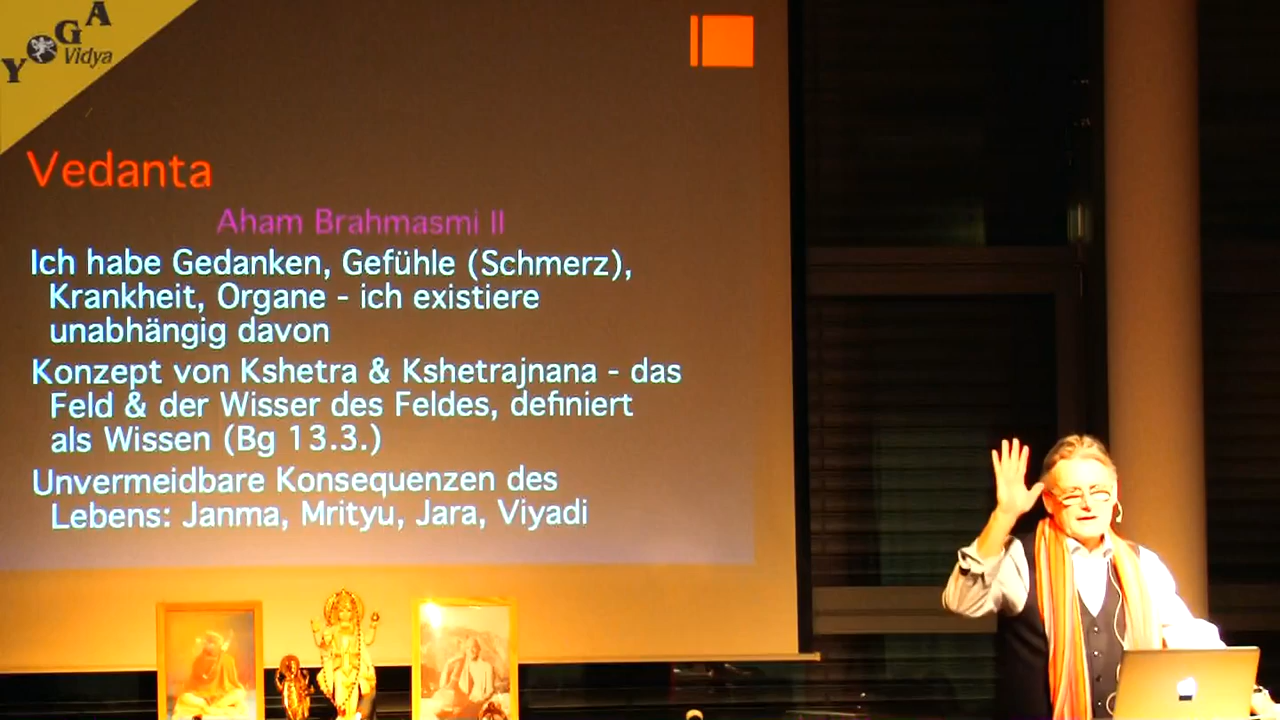 YOGA
Vidya
Vedanta
Aham Brahmasmi II
Ich habe Gedanken, Gefühle (Schmerz),
Krankheit, Organe - ich existiere
unabhängig davon
Konzept von Kshetra & Kshetrajnana - das
Feld & der Wisser des Feldes, definiert
als Wissen (Bg 13.3.)
Unvermeidbare Konsequenzen des
Lebens: Janma, Mrityu, Jara, Viyadi